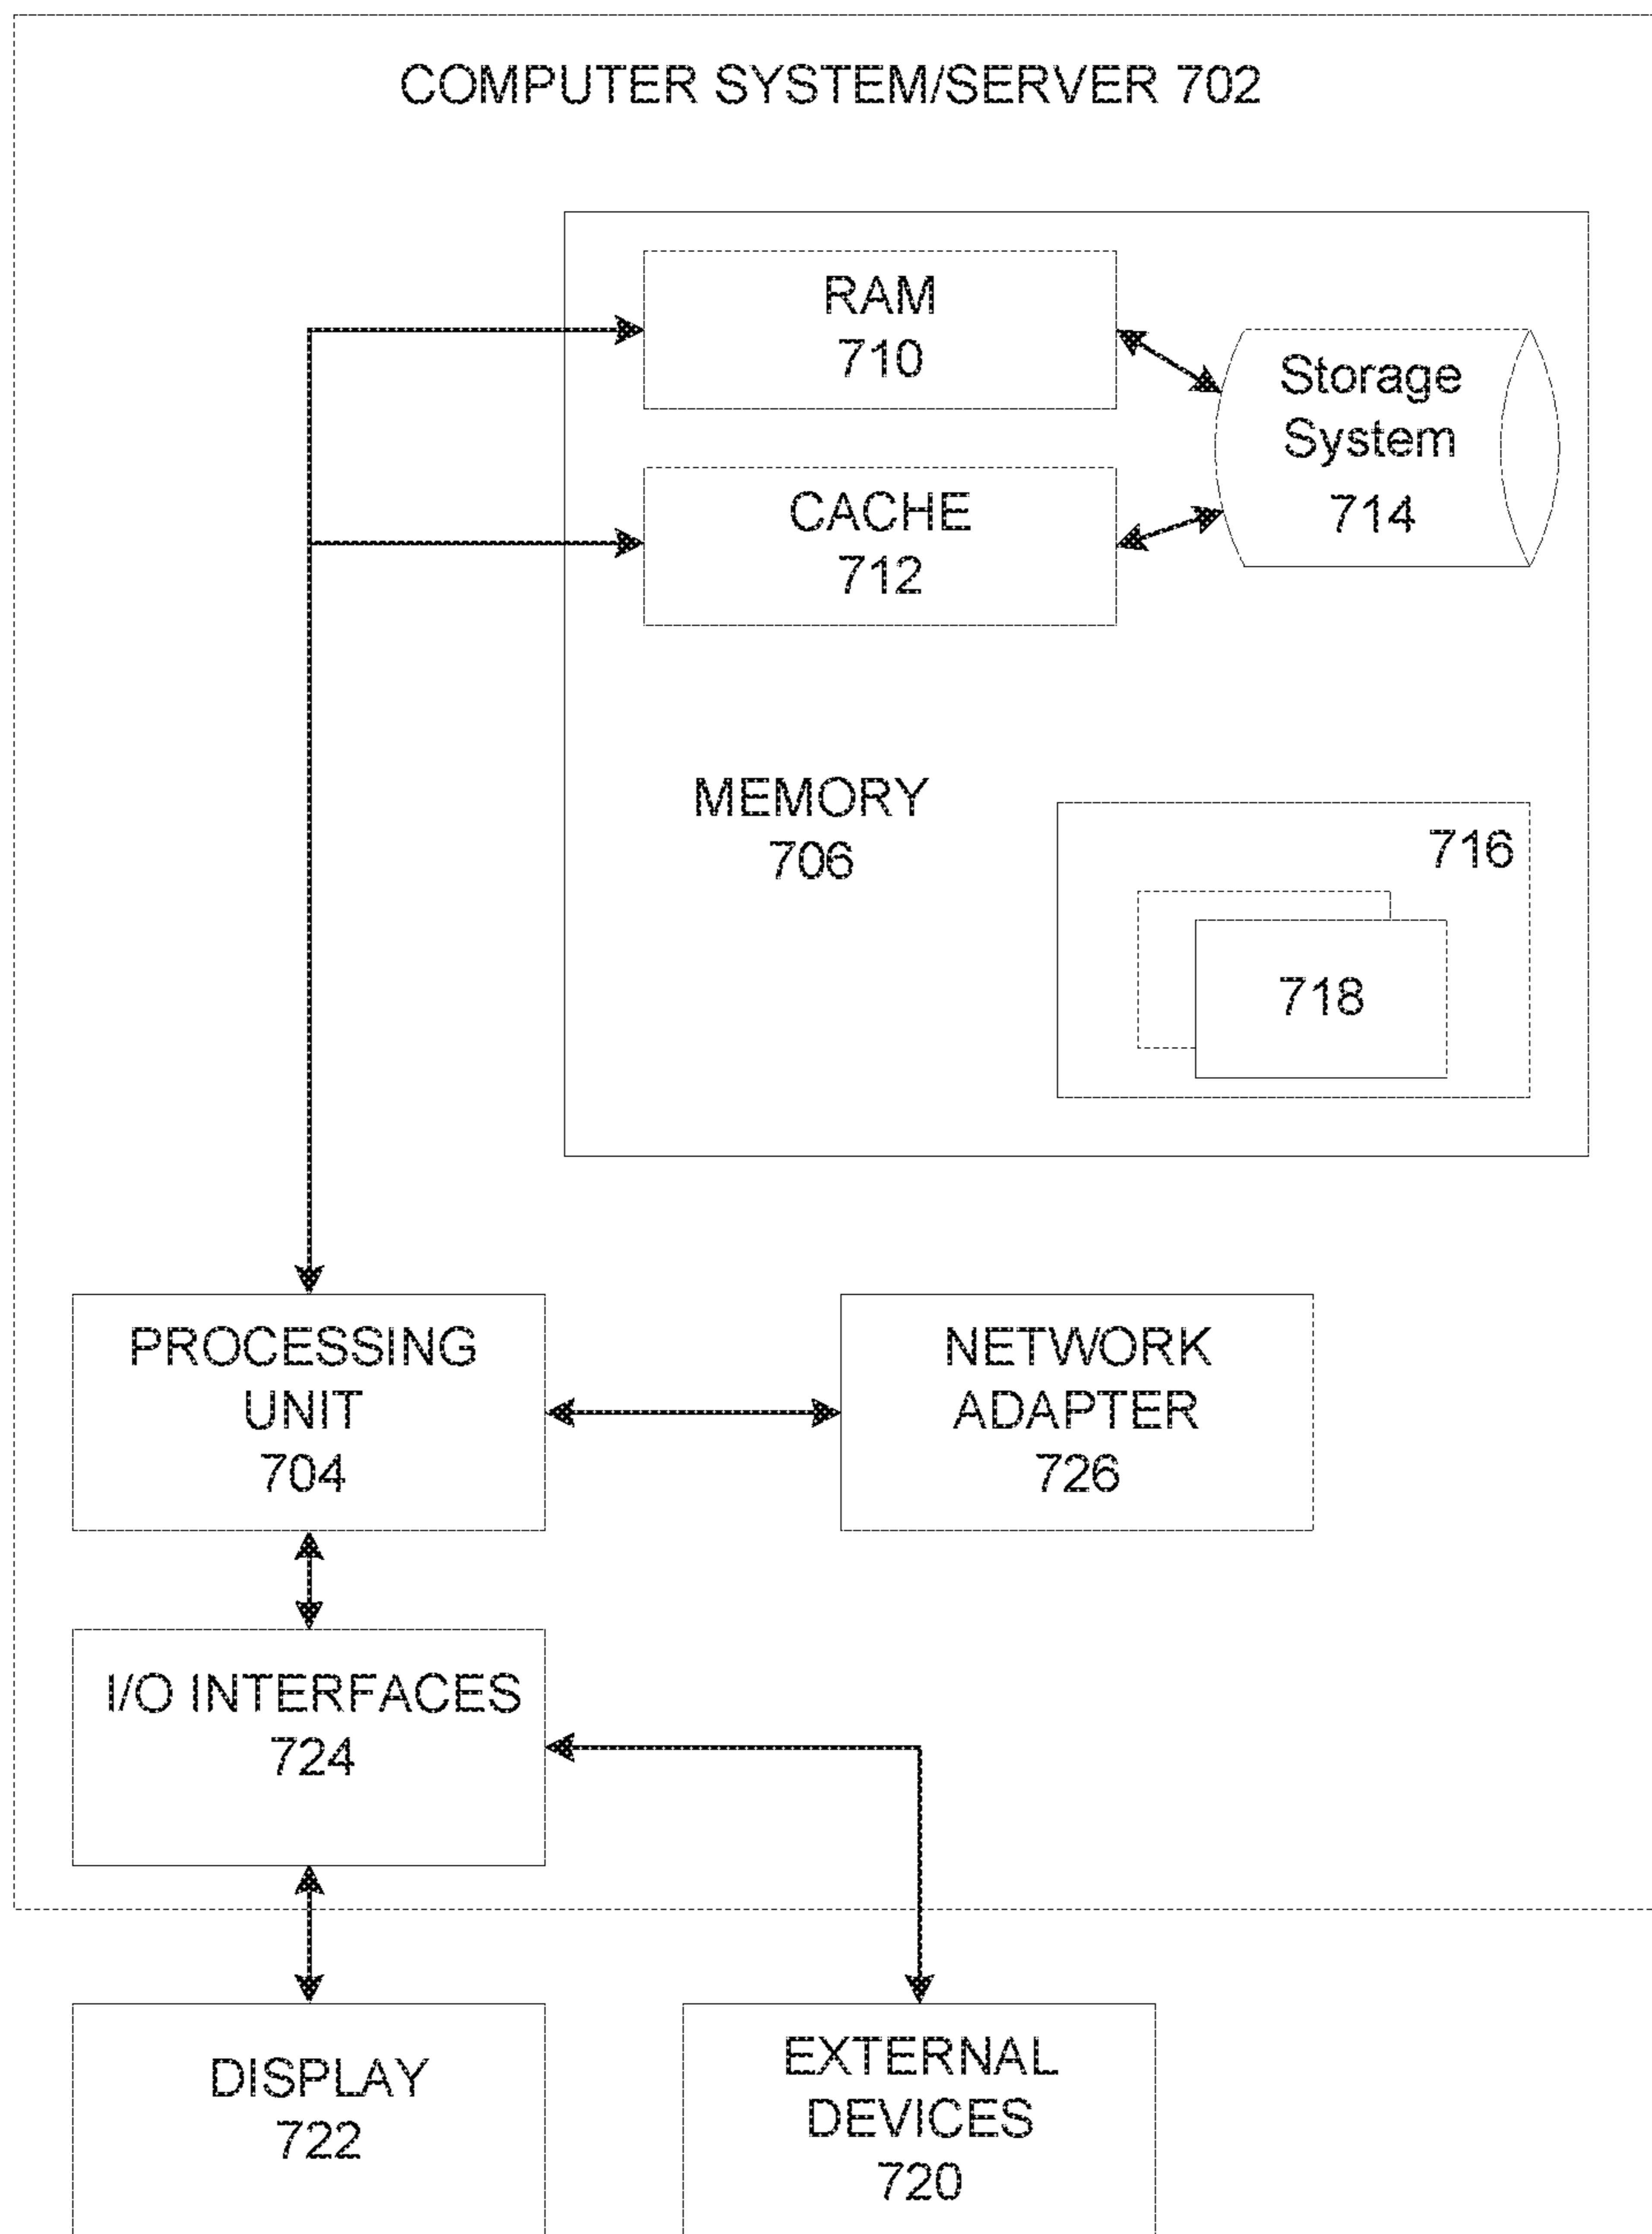 COMPUTER SYSTEM/SERVER 702
RAM
710
Storage
System
714
CACHE
712
MEMORY
706
716
718
PROCESSING
UNIT
704
NETWORK
ADAPTER
726
I/O INTERFACES
724
DISPLAY
722
EXTERNAL
DEVICES
720